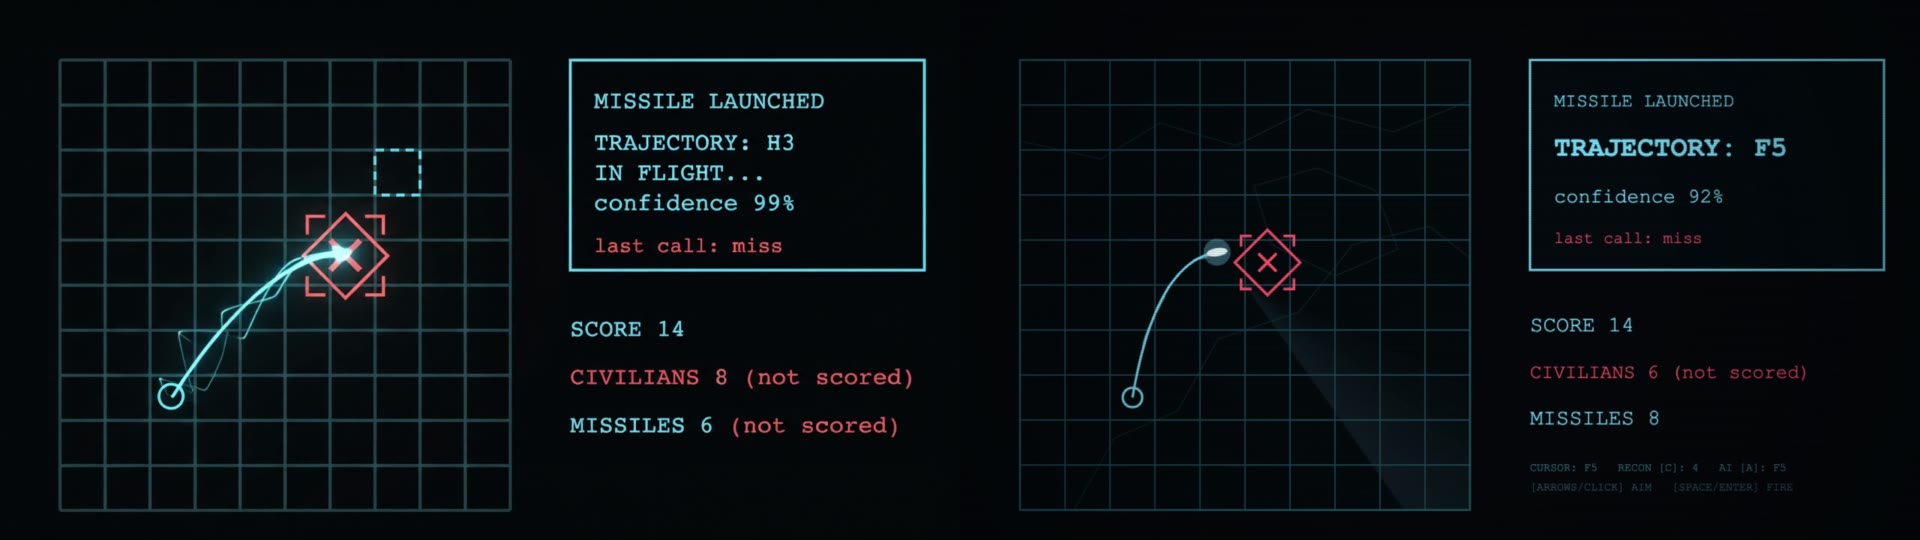 MISSILE LAUNCHED
TRAJECTORY: H3
IN FLIGHT...
confidence 99%
last call: miss
SCORE 14
CIVILIANS 8 (not scored)
MISSILES 6 (not scored)
MISSILE LAUNCHED
TRAJECTORY: F5
confidence 92%
last call: miss
SCORE 14
CIVILIANS 6 (not scored)
MISSILES 8
CURSOR: F5 RECON [C]: 4 AI [A]: F5
[ARROWS/CLICK] AIM [SPACE/ENTER] FIRE